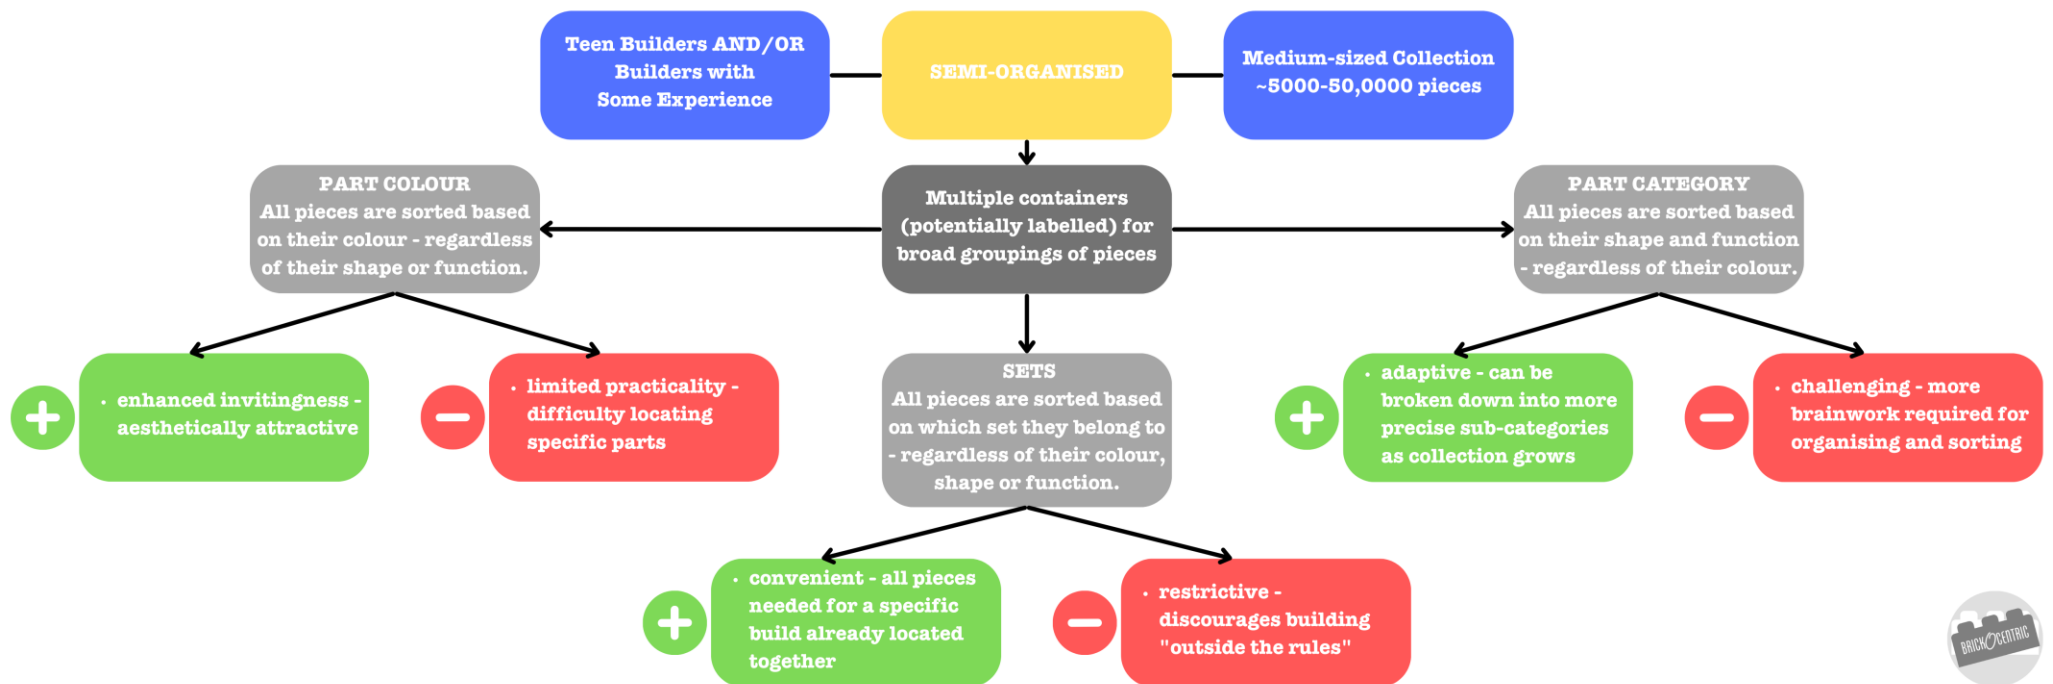 Teen Builders AND/OR
Builders with
Some Experience
SEMI-ORGANISED
Medium-sized Collection
~5000-50,0000 pieces
PART COLOUR
All pieces are sorted based
on their colour - regardless
of their shape or function.
Multiple containers
(potentially labelled) for
broad groupings of pieces
PART CATEGORY
All pieces are sorted based
on their shape and function
- regardless of their colour.
• enhanced invitingness -
aesthetically attractive
• limited practicality -
difficulty locating
specific parts
SETS
All pieces are sorted based
on which set they belong to
- regardless of their colour,
shape or function.
• adaptive - can be
broken down into more
precise sub-categories
as collection grows
• challenging - more
brainwork required for
organising and sorting
• convenient - all pieces
needed for a specific
build already located
together
• restrictive -
discourages building
"outside the rules"
BRICKOCENTRIC